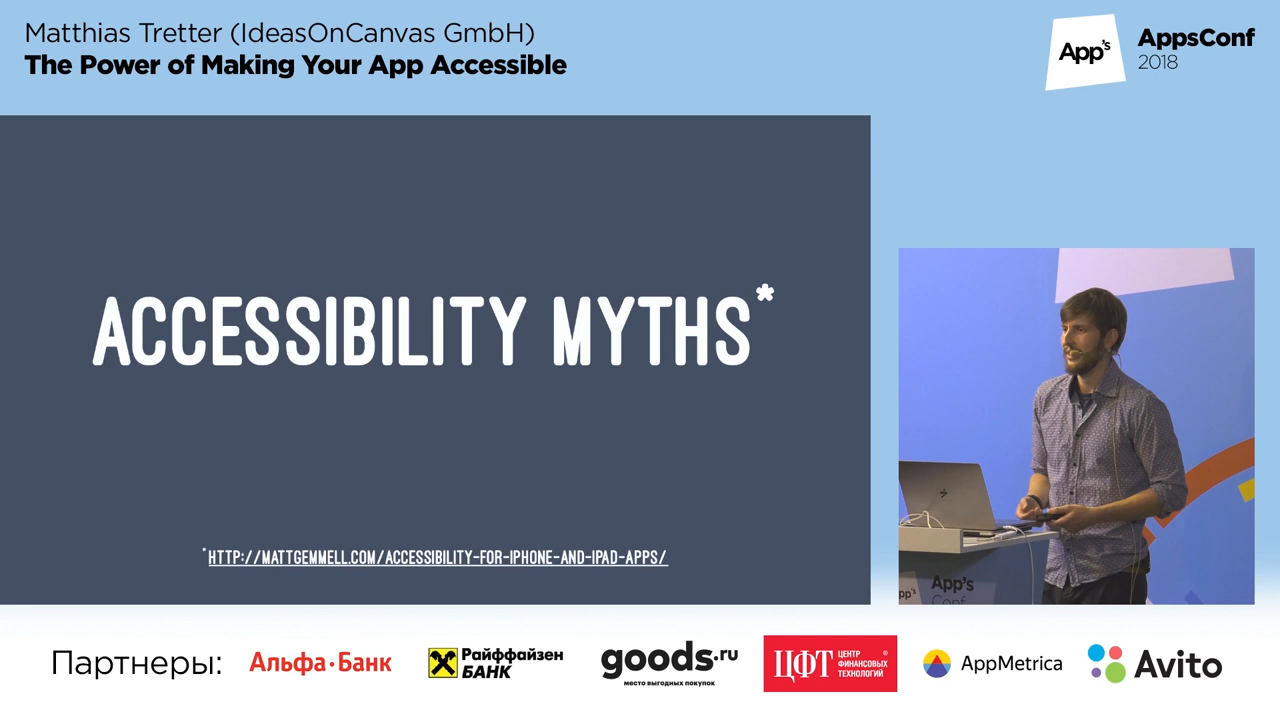 Matthias Tretter (IdeasOnCanvas GmbH)
The Power of Making Your App Accessible
App's
AppsConf
2018
ACCESSIBILITY MYTHS*
*HTTP://MATTGEMMELL.COM/ACCESSIBILITY-FOR-IPHONE-AND-IPAD-APPS/
pp's
App's
Conf
Партнеры:
Альфа·Банк
Райффайзен
БАНК
goods.ru
место выгодных покупок
ЦФТ
ЦЕНТР
ФИНАНСОВЫХ
ТЕХНОЛОГИЙ
®
AppMetrica
Avito